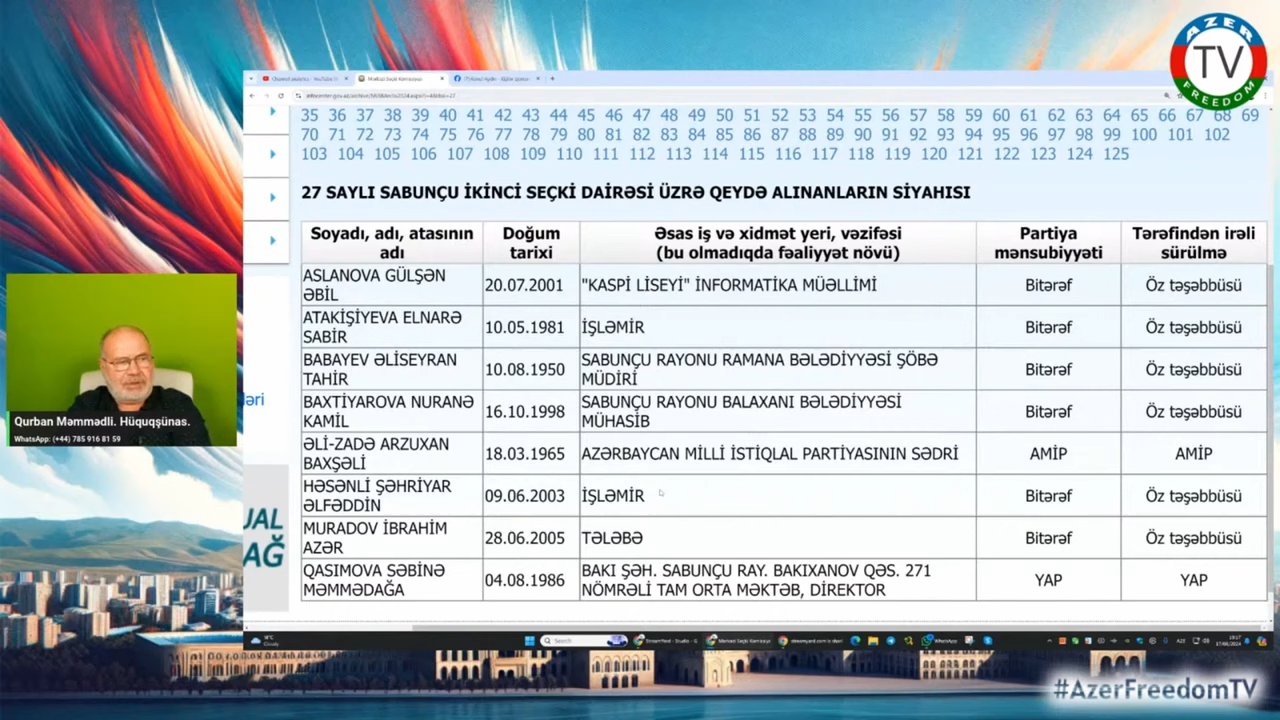 AZER
TV
FREEDOM
35 36 37 38 39 40 41 42 43 44 45 46 47 48 49 50 51 52 53 54 55 56 57 58 59 60 61 62 63 64 65 66 67 68 69
70 71 72 73 74 75 76 77 78 79 80 81 82 83 84 85 86 87 88 89 90 91 92 93 94 95 96 97 98 99 100 101 102
103 104 105 106 107 108 109 110 111 112 113 114 115 116 117 118 119 120 121 122 123 124 125
27 SAYLI SABUNÇU İKİNCİ SEÇKİ DAİRƏSİ ÜZRƏ QEYDƏ ALINANLARIN SİYAHISI
Soyadı, adı, atasının
adı
Doğum
tarixi
Əsas iş və xidmət yeri, vəzifəsi
(bu olmadıqda fəaliyyət növü)
Partiya
mənsubiyyəti
Tərəfindən irəli
sürülmə
ASLANOVA GÜLŞƏN
ƏBİL
20.07.2001
"KASPİ LİSEYİ" İNFORMATİKA MÜƏLLİMİ
Bitərəf
Öz təşəbbüsü
ATAKİŞİYEVA ELNARƏ
SABİR
10.05.1981
İŞLƏMİR
Bitərəf
Öz təşəbbüsü
BABAYEV ƏLİSEYRAN
TAHİR
10.08.1950
SABUNÇU RAYONU RAMANA BƏLƏDİYYƏSİ ŞÖBƏ
MÜDİRİ
Bitərəf
Öz təşəbbüsü
BAXTİYAROVA NURANƏ
KAMİL
16.10.1998
SABUNÇU RAYONU BALAXANI BƏLƏDİYYƏSİ
MÜHASİB
Bitərəf
Öz təşəbbüsü
ƏLİ-ZADƏ ARZUXAN
BAXŞƏLİ
18.03.1965
AZƏRBAYCAN MİLLİ İSTİQLAL PARTİYASININ SƏDRİ
AMİP
AMİP
HƏSƏNLİ ŞƏHRİYAR
ƏLFƏDDİN
09.06.2003
İŞLƏMİR
Bitərəf
Öz təşəbbüsü
MURADOV İBRAHİM
AZƏR
28.06.2005
TƏLƏBƏ
Bitərəf
Öz təşəbbüsü
QASIMOVA SƏBİNƏ
MƏMMƏDAĞA
04.08.1986
BAKI ŞƏH. SABUNÇU RAY. BAKIXANOV QƏS. 271
NÖMRƏLİ TAM ORTA MƏKTƏB, DİREKTOR
YAP
YAP
Qurban Məmmədli. Hüquqşünas.
WhatsApp: (+44) 785 916 81 59
ləri
UAL
AĞ
Search
WhatsApp
#AzerFreedomTV